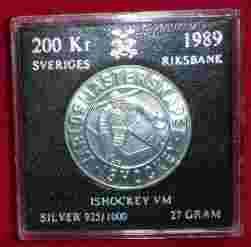 200 Kr 1989
SVERIGES RIKSBANK
ISHOCKEY VM
SILVER 925/1000 27 GRAM